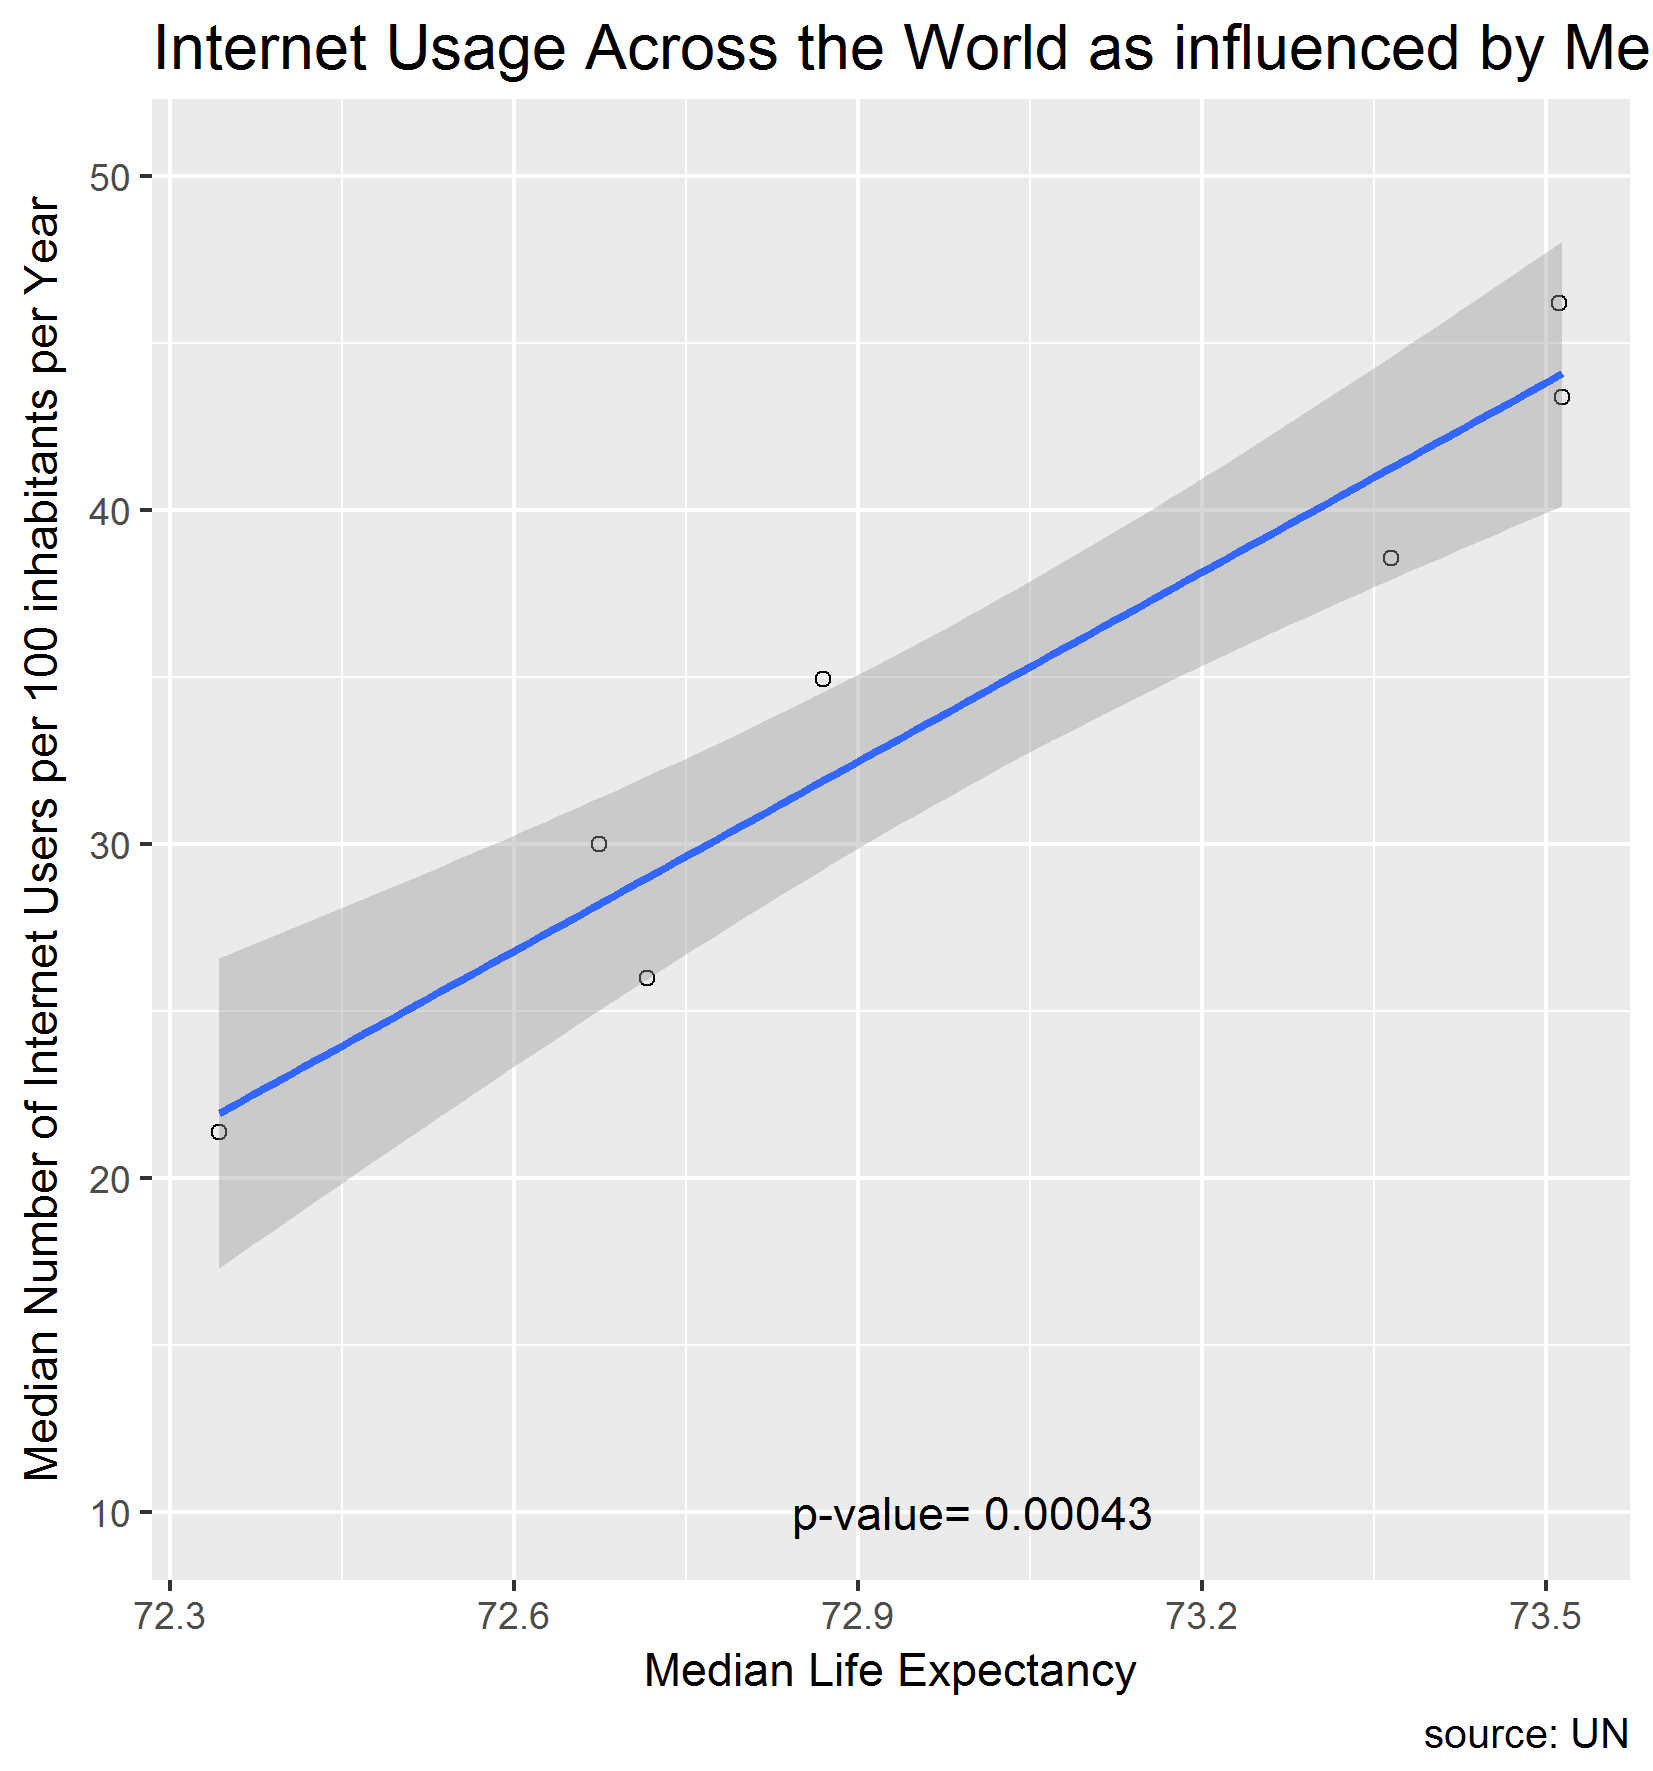 Internet Usage Across the World as influenced by Me
Median Number of Internet Users per 100 inhabitants per Year
50
40
30
20
10
p-value= 0.00043
72.3 72.6 72.9 73.2 73.5
Median Life Expectancy
source: UN